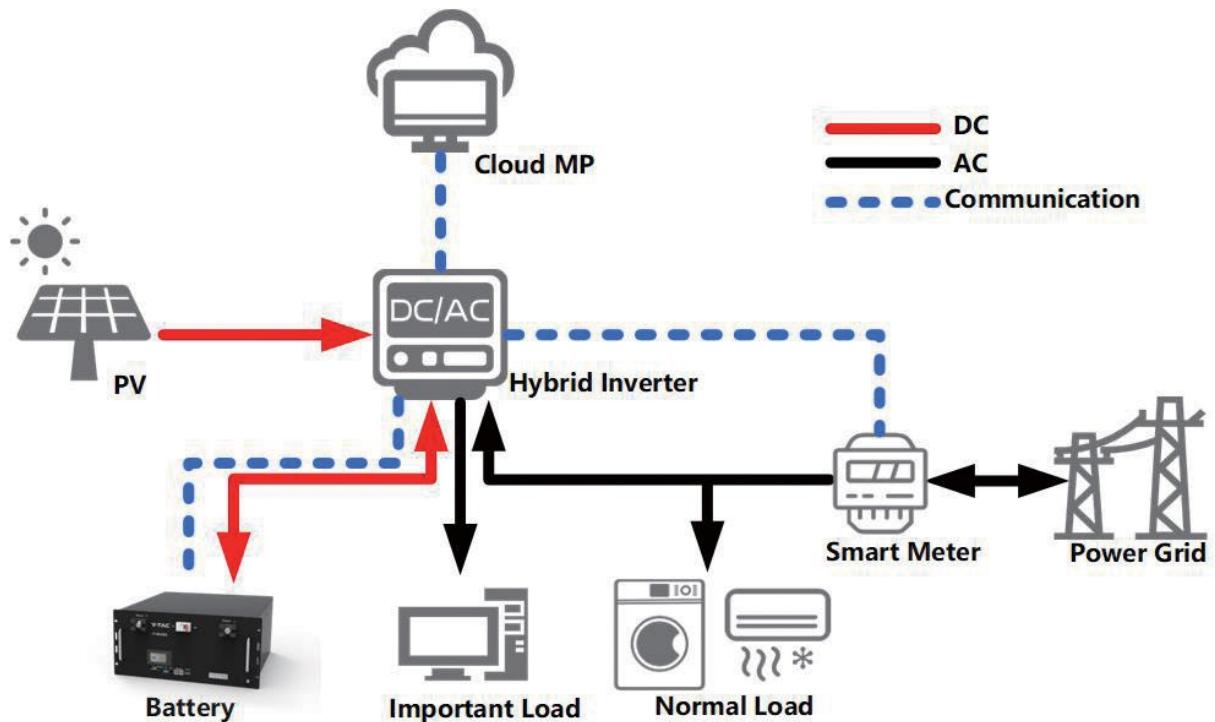 Cloud MP
DC
AC
Communication
DC/AC
Hybrid Inverter
PV
Smart Meter
Power Grid
V-TAC
Battery
Important Load
Normal Load